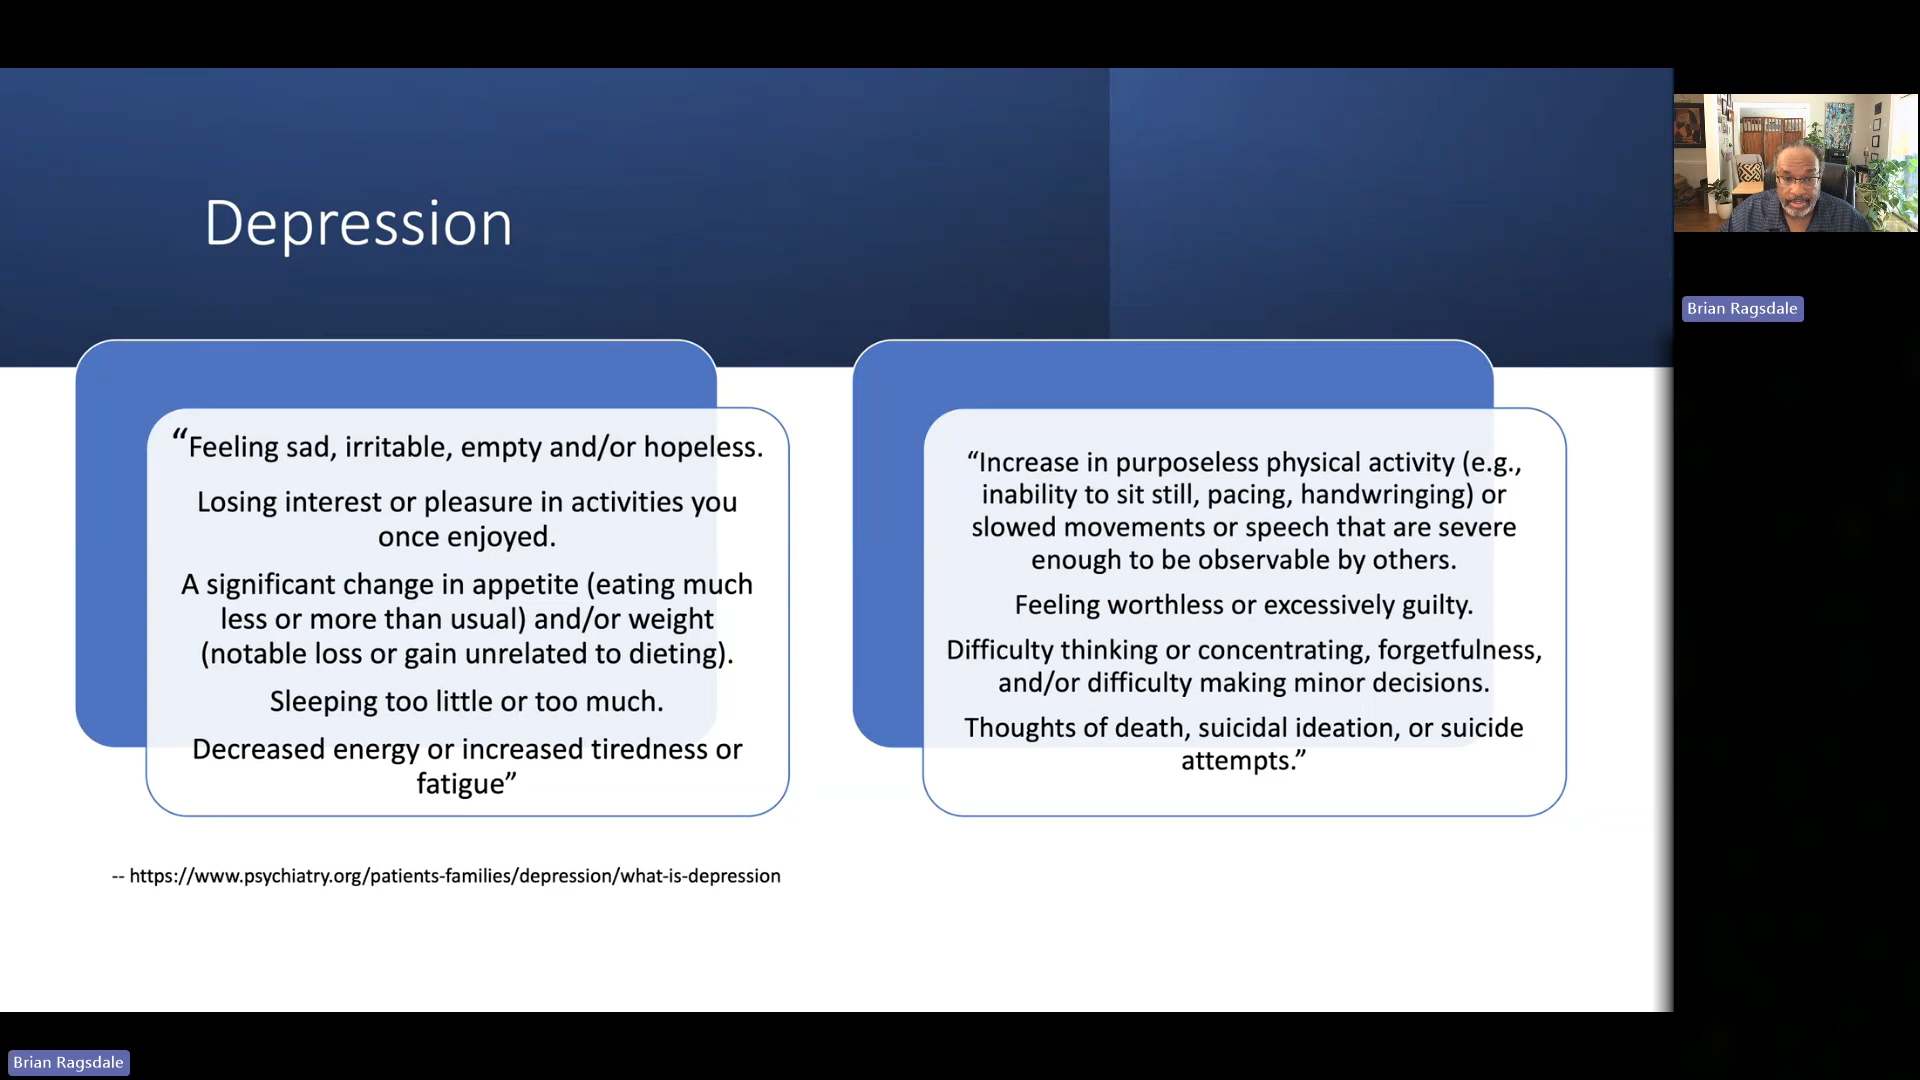 Depression
“Feeling sad, irritable, empty and/or hopeless.
Losing interest or pleasure in activities you
once enjoyed.
A significant change in appetite (eating much
less or more than usual) and/or weight
(notable loss or gain unrelated to dieting).
Sleeping too little or too much.
Decreased energy or increased tiredness or
fatigue”
“Increase in purposeless physical activity (e.g.,
inability to sit still, pacing, handwringing) or
slowed movements or speech that are severe
enough to be observable by others.
Feeling worthless or excessively guilty.
Difficulty thinking or concentrating, forgetfulness,
and/or difficulty making minor decisions.
Thoughts of death, suicidal ideation, or suicide
attempts.”
-- https://www.psychiatry.org/patients-families/depression/what-is-depression
Brian Ragsdale
Brian Ragsdale